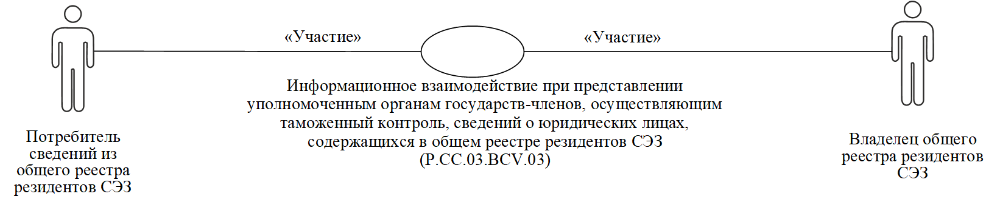 «Участие»
«Участие»
Информационное взаимодействие при представлении
уполномоченным органам государств-членов, осуществляющим
таможенный контроль, сведений о юридических лицах,
содержащихся в общем реестре резидентов СЭЗ
(P.CC.03.BCV.03)
Потребитель
сведений из
общего реестра
резидентов СЭЗ
Владелец общего
реестра резидентов
СЭЗ